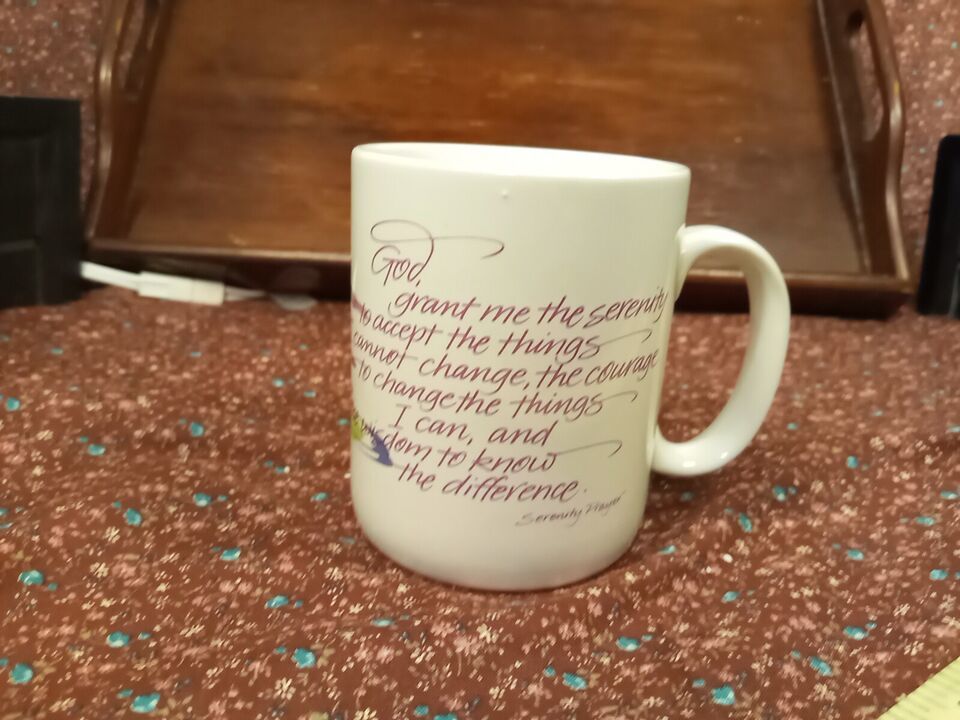 God,
grant me the serenity
to accept the things
cannot change, the courage
to change the things
I can, and
wisdom to know
the difference.
Serenity Prayer